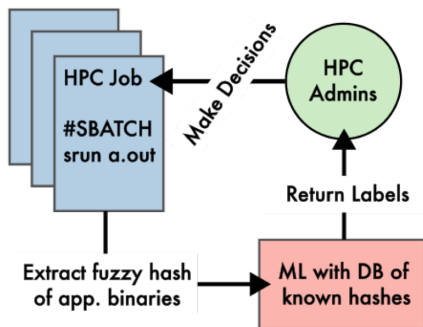 HPC Job
#SBATCH
srun a.out
Make Decisions
HPC
Admins
Return Labels
Extract fuzzy hash
of app. binaries
ML with DB of
known hashes